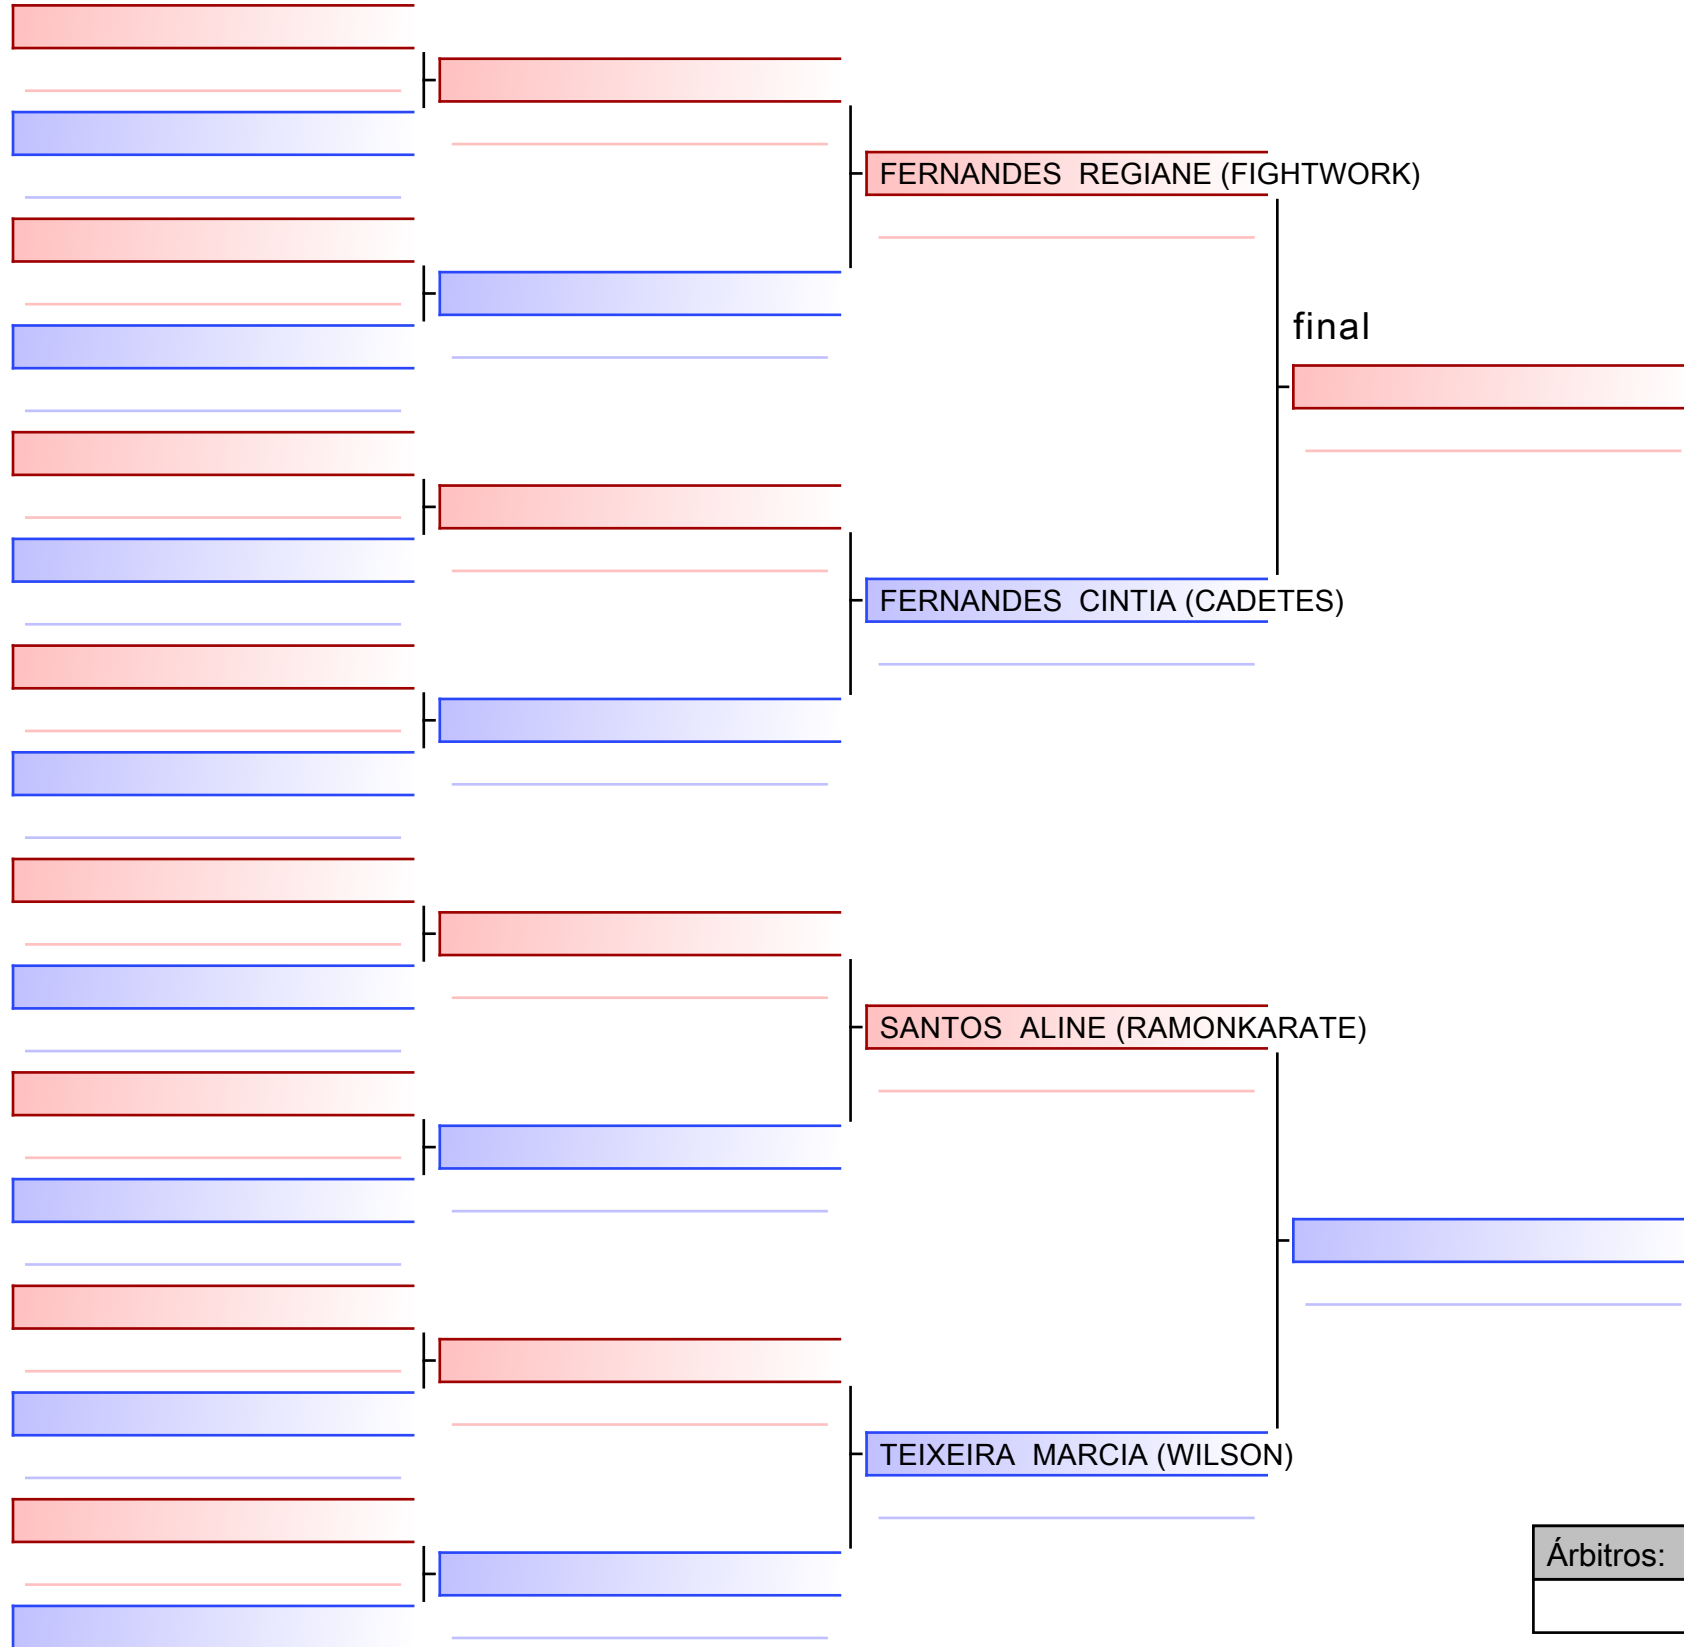 FERNANDES  REGIANE (FIGHTWORK)
final
FERNANDES  CINTIA (CADETES)
SANTOS  ALINE (RAMONKARATE)
TEIXEIRA  MARCIA (WILSON)
Árbitros: